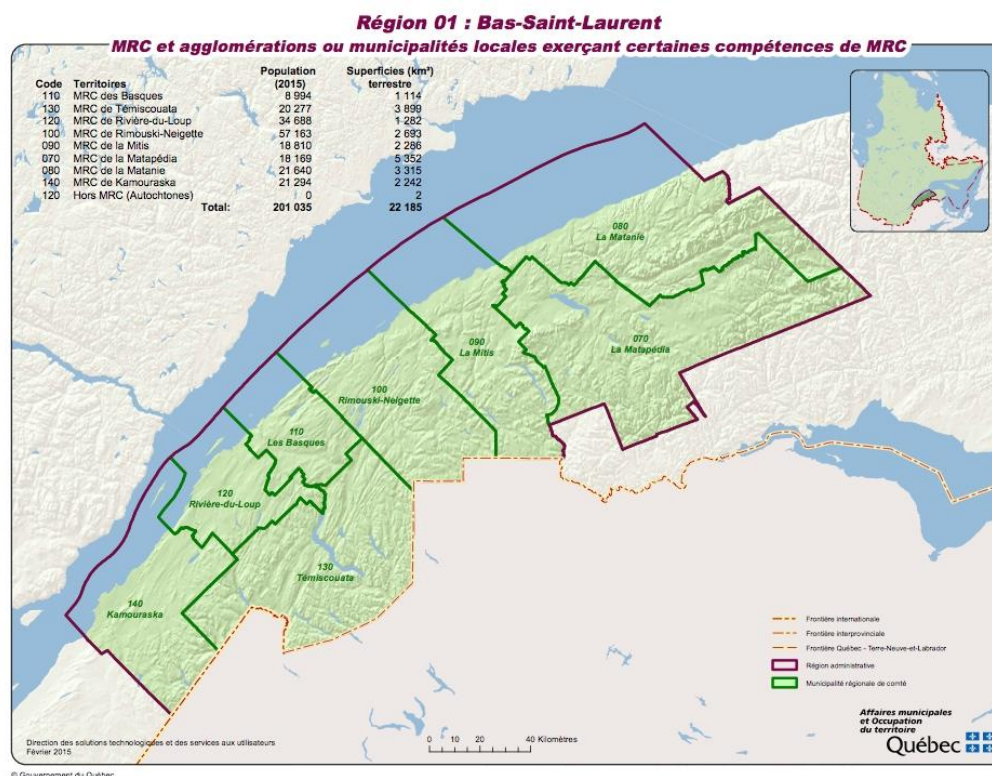 Région 01 : Bas-Saint-Laurent
MRC et agglomérations ou municipalités locales exerçant certaines compétences de MRC
Code Territoires Population (2015) Superficies (km²) terrestre
110 MRC des Basques 8 994 1 114
130 MRC de Témiscouata 20 277 3 899
120 MRC de Rivière-du-Loup 34 688 1 282
100 MRC de Rimouski-Neigette 57 163 2 693
090 MRC de la Mitis 18 810 2 286
070 MRC de la Matapédia 18 169 5 352
080 MRC de la Matanie 21 640 3 315
140 MRC de Kamouraska 21 294 2 242
120 Hors MRC (Autochtones) 0 2
Total: 201 035 22 185
080
La Matanie
090
La Mitis
070
La Matapédia
100
Rimouski-Neigette
110
Les Basques
120
Rivière-du-Loup
130
Témiscouata
140
Kamouraska
Frontière internationale
Frontière interprovinciale
Frontière Québec - Terre-Neuve-et-Labrador
Région administrative
Municipalité régionale de comté
Affaires municipales
et Occupation
du territoire
Québec
Direction des solutions technologiques et des services aux utilisateurs
Février 2015
0 10 20 40 Kilomètres
© Gouvernement du Québec